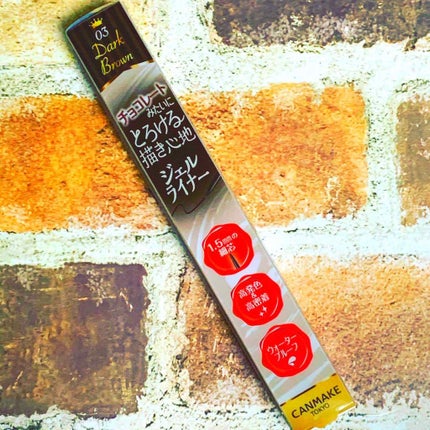 03
Dark
Brown
チョコレート
みたいに
とろける
描き心地
ジェル
ライナー
1.5mmの
細芯
高発色
&
高密着
ウォーター
プルーフ
CANMAKE
TOKYO